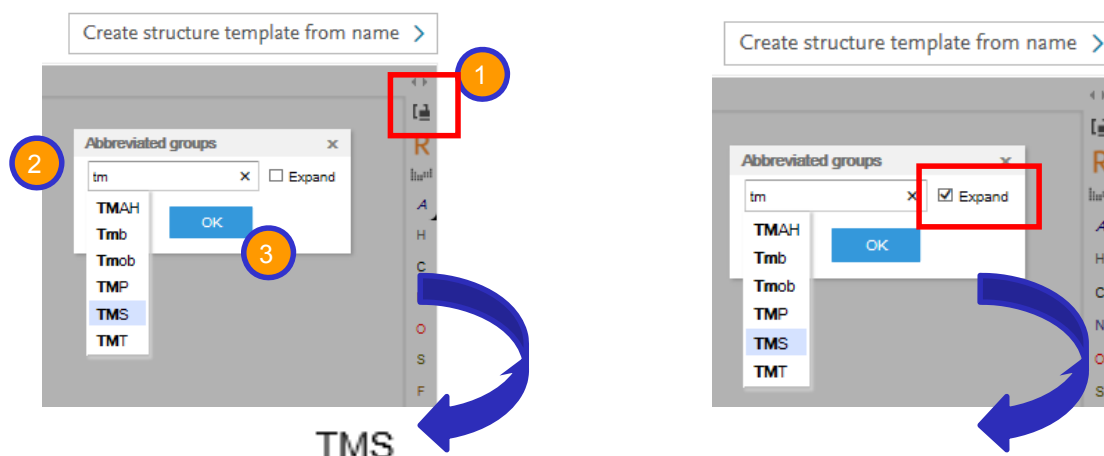 Create structure template from name >
1
Abbreviated groups ×
2
tm × Expand
TMAH
OK
Tmb
Tmob
3
TMP
TMS
TMT
R
A
H
C
O
S
F
TMS
Create structure template from name >
Abbreviated groups ×
tm × Expand
TMAH
OK
Tmb
Tmob
TMP
TMS
TMT
R
A
H
C
N
O
S